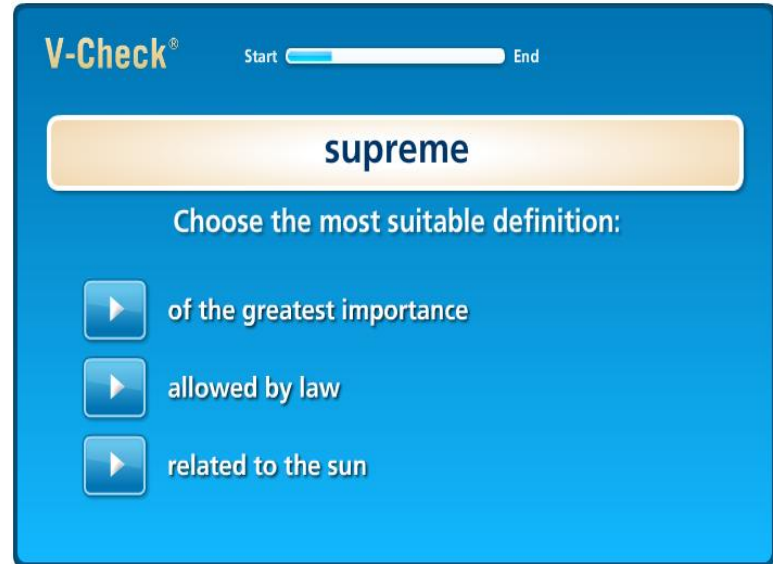 V-Check®
Start End
supreme
Choose the most suitable definition:
of the greatest importance
allowed by law
related to the sun